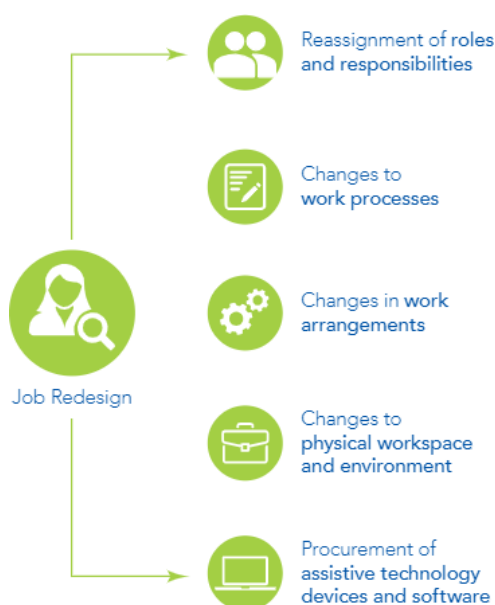 Reassignment of roles
and responsibilities
Changes to
work processes
Changes in work
arrangements
Job Redesign
Changes to
physical workspace
and environment
Procurement of
assistive technology
devices and software